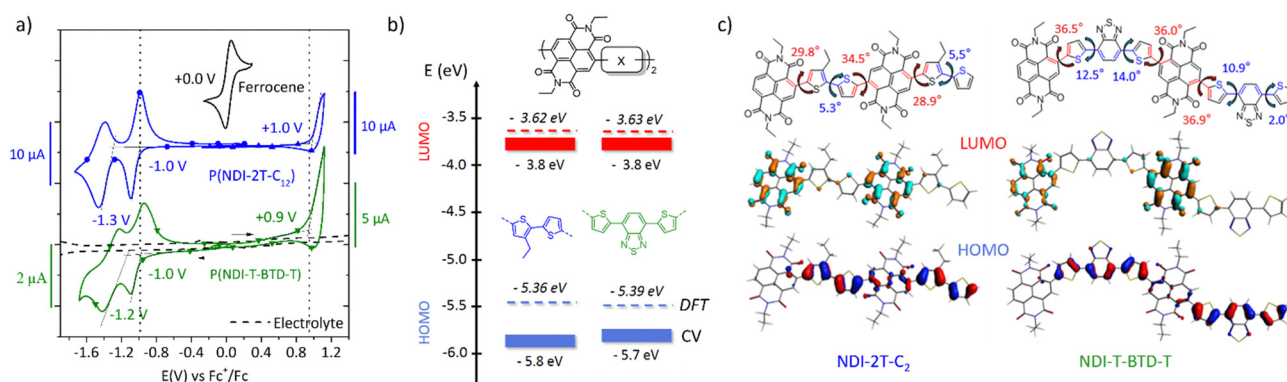 a)
+0.0 V
Ferrocene
+1.0 V
10 µA
10 µA
-1.0 V
P(NDI-2T-C12)
-1.3 V
+0.9 V
5 µA
2 µA
-1.0 V
P(NDI-T-BTD-T)
-1.2 V
Electrolyte
-1.6 -1.2 -0.8 -0.4 0.0 0.4 0.8 1.2
E(V) vs Fc+/Fc
b)
N
O
O
X
2
2
O
O
N
E (eV)
-3.5
-4.0
-4.5
-5.0
-5.5
-6.0
LUMO
HOMO
- 3.62 eV
- 3.63 eV
- 3.8 eV
- 3.8 eV
S
S
S
S
N
N
S
- 5.36 eV
- 5.39 eV
DFT
CV
- 5.8 eV
- 5.7 eV
c)
29.8°
34.5°
5,5°
5.3°
28.9°
36.5°
36.0°
12.5°
14.0°
10.9°
36.9°
2.0°
LUMO
HOMO
NDI-2T-C2
NDI-T-BTD-T